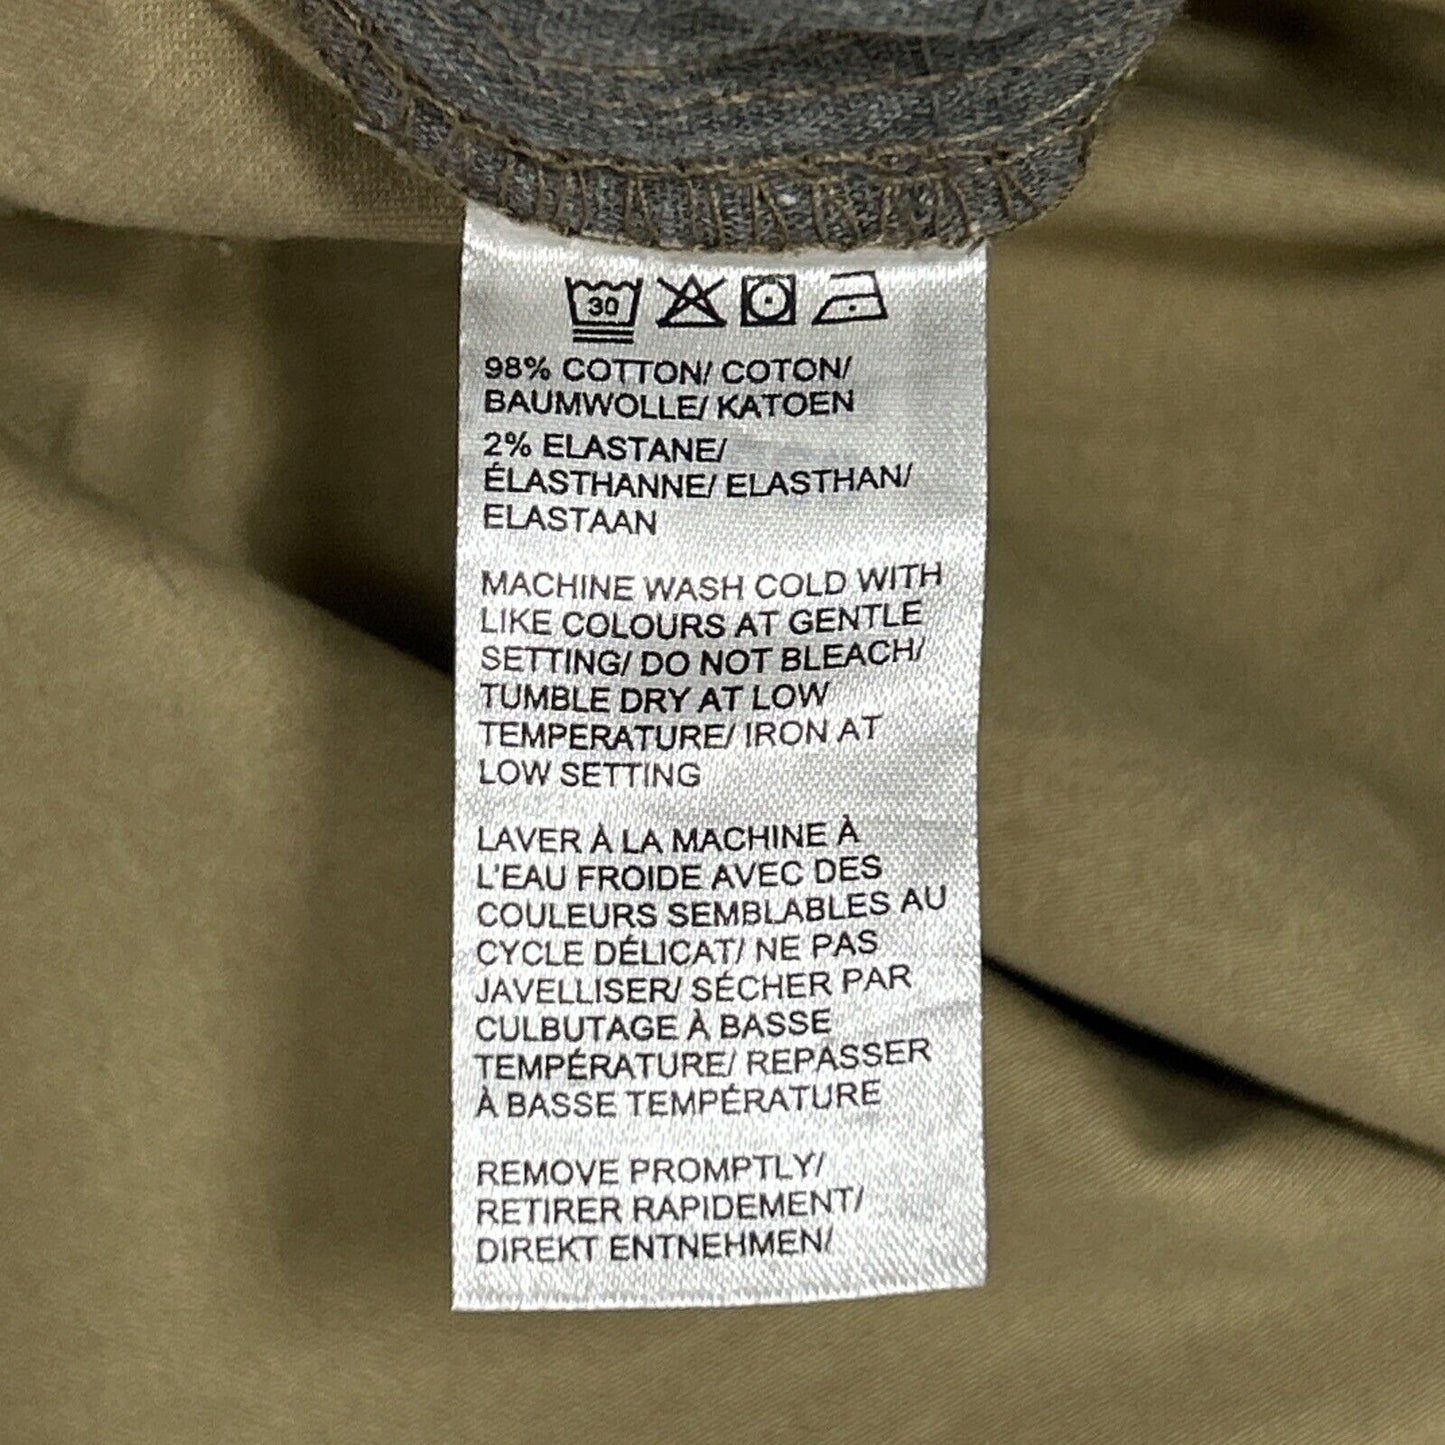 30
98% COTTON/ COTON/
BAUMWOLLE/ KATOEN
2% ELASTANE/
ÉLASTHANNE/ ELASTHAN/
ELASTAAN
MACHINE WASH COLD WITH
LIKE COLOURS AT GENTLE
SETTING/ DO NOT BLEACH/
TUMBLE DRY AT LOW
TEMPERATURE/ IRON AT
LOW SETTING
LAVER À LA MACHINE À
L'EAU FROIDE AVEC DES
COULEURS SEMBLABLES AU
CYCLE DÉLICAT/ NE PAS
JAVELLISER/ SÉCHER PAR
CULBUTAGE À BASSE
TEMPÉRATURE/ REPASSER
À BASSE TEMPÉRATURE
REMOVE PROMPTLY/
RETIRER RAPIDEMENT/
DIREKT ENTNEHMEN/